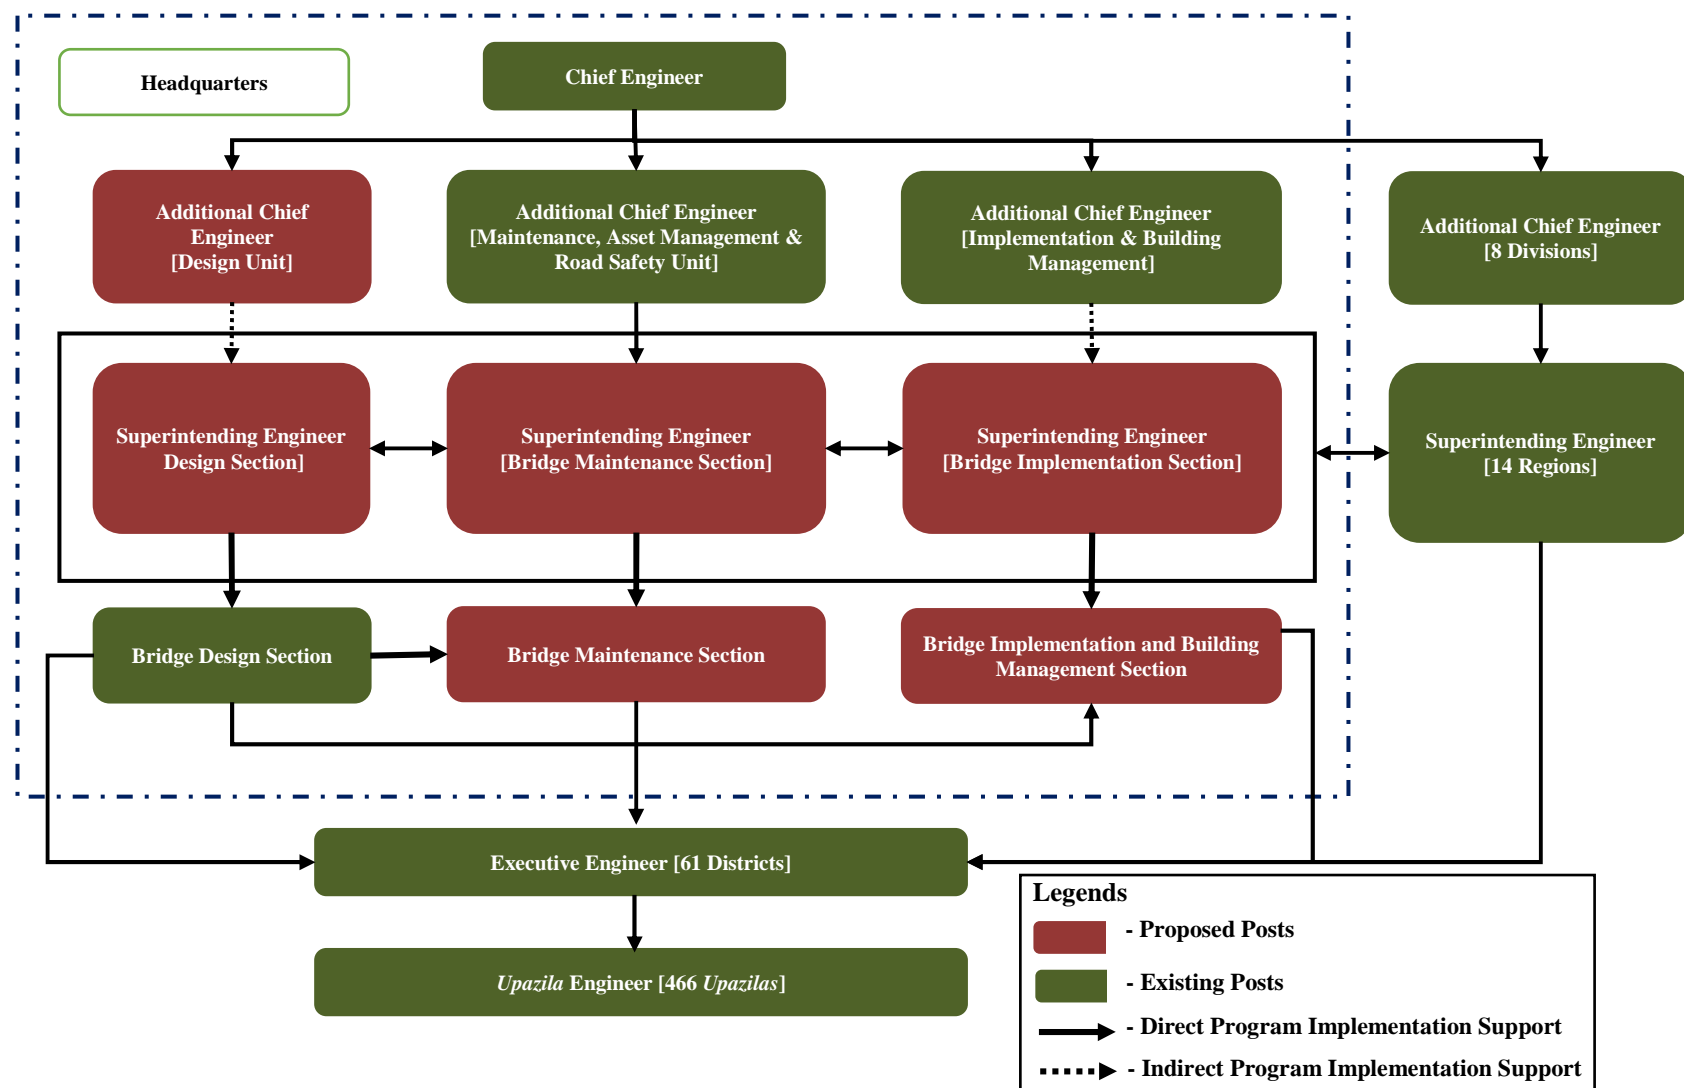 Headquarters
Chief Engineer
Additional Chief
Engineer
[Design Unit]
Additional Chief Engineer
[Maintenance, Asset Management &
Road Safety Unit]
Additional Chief Engineer
[Implementation & Building
Management]
Additional Chief Engineer
[8 Divisions]
Superintending Engineer
Design Section]
Superintending Engineer
[Bridge Maintenance Section]
Superintending Engineer
[Bridge Implementation Section]
Superintending Engineer
[14 Regions]
Bridge Design Section
Bridge Maintenance Section
Bridge Implementation and Building
Management Section
Executive Engineer [61 Districts]
Upazila Engineer [466 Upazilas]
Legends
- Proposed Posts
- Existing Posts
- Direct Program Implementation Support
- Indirect Program Implementation Support